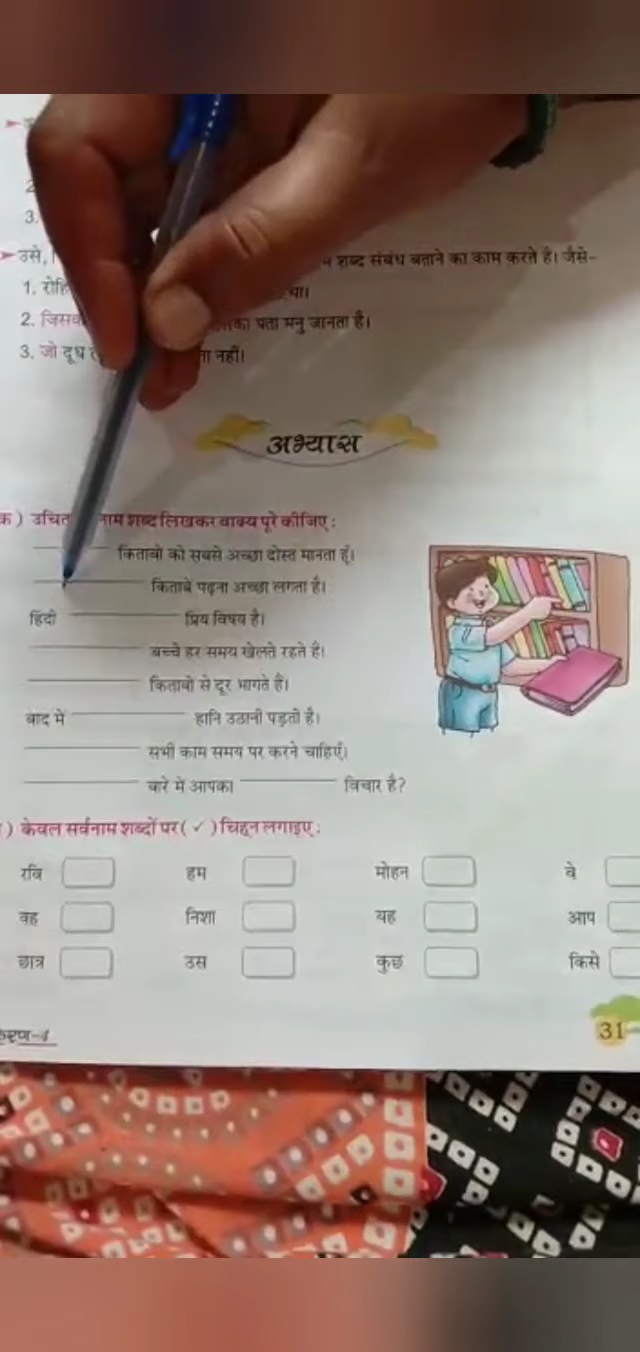 2
3.
उसे, शब्द संबंध बताने का काम करते हैं। जैसे-
1. रोहि था।
2. पता मनु जानता है।
3. जो दूध नहीं।
अभ्यास
क ) उचित नाम शब्द लिखकर वाक्य पूरे कीजिए :
किताबों को सबसे अच्छा दोस्त मानता हूँ।
किताबें पढ़ना अच्छा लगता है।
हिंदी प्रिय विषय है।
बच्चे हर समय खेलते रहते हैं।
किताबों से दूर भागते हैं।
बाद में हानि उठानी पड़ती है।
सभी काम समय पर करने चाहिएँ।
बारे में आपका विचार है?
) केवल सर्वनाम शब्दों पर ( ✓ ) चिह्न लगाइए :
रवि हम मोहन वे
वह निशा यह आप
छात्र उस कुछ किसे
31